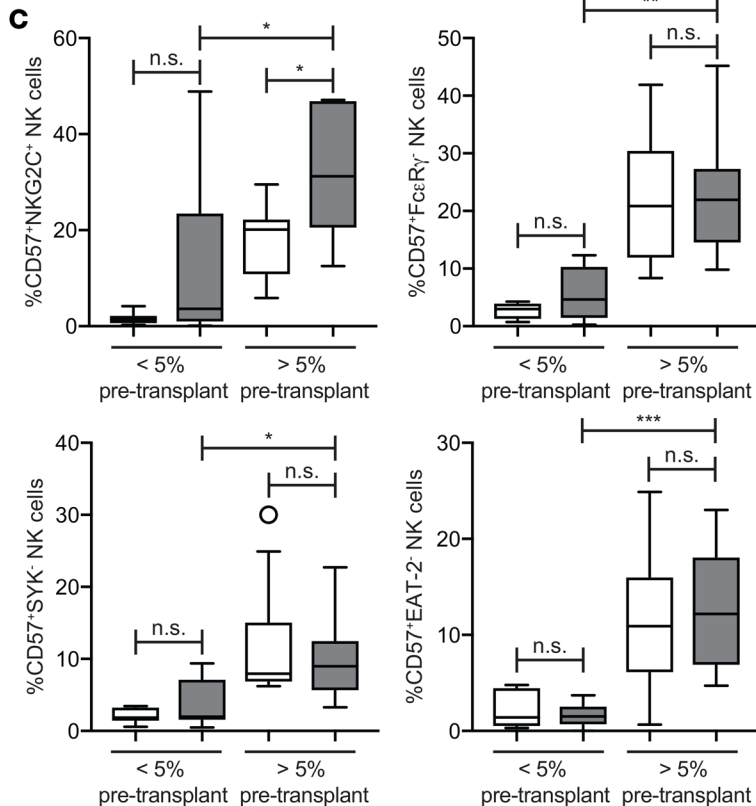 c
%CD57⁺NKG2C⁺ NK cells
60
40
20
0
n.s.
*
*
< 5%
pre-transplant
> 5%
pre-transplant
%CD57⁺FcεRγ⁻ NK cells
50
40
30
20
10
0
n.s.
**
n.s.
< 5%
pre-transplant
> 5%
pre-transplant
%CD57⁺SYK⁻ NK cells
40
30
20
10
0
n.s.
*
n.s.
< 5%
pre-transplant
> 5%
pre-transplant
%CD57⁺EAT-2⁻ NK cells
30
20
10
0
n.s.
***
n.s.
< 5%
pre-transplant
> 5%
pre-transplant